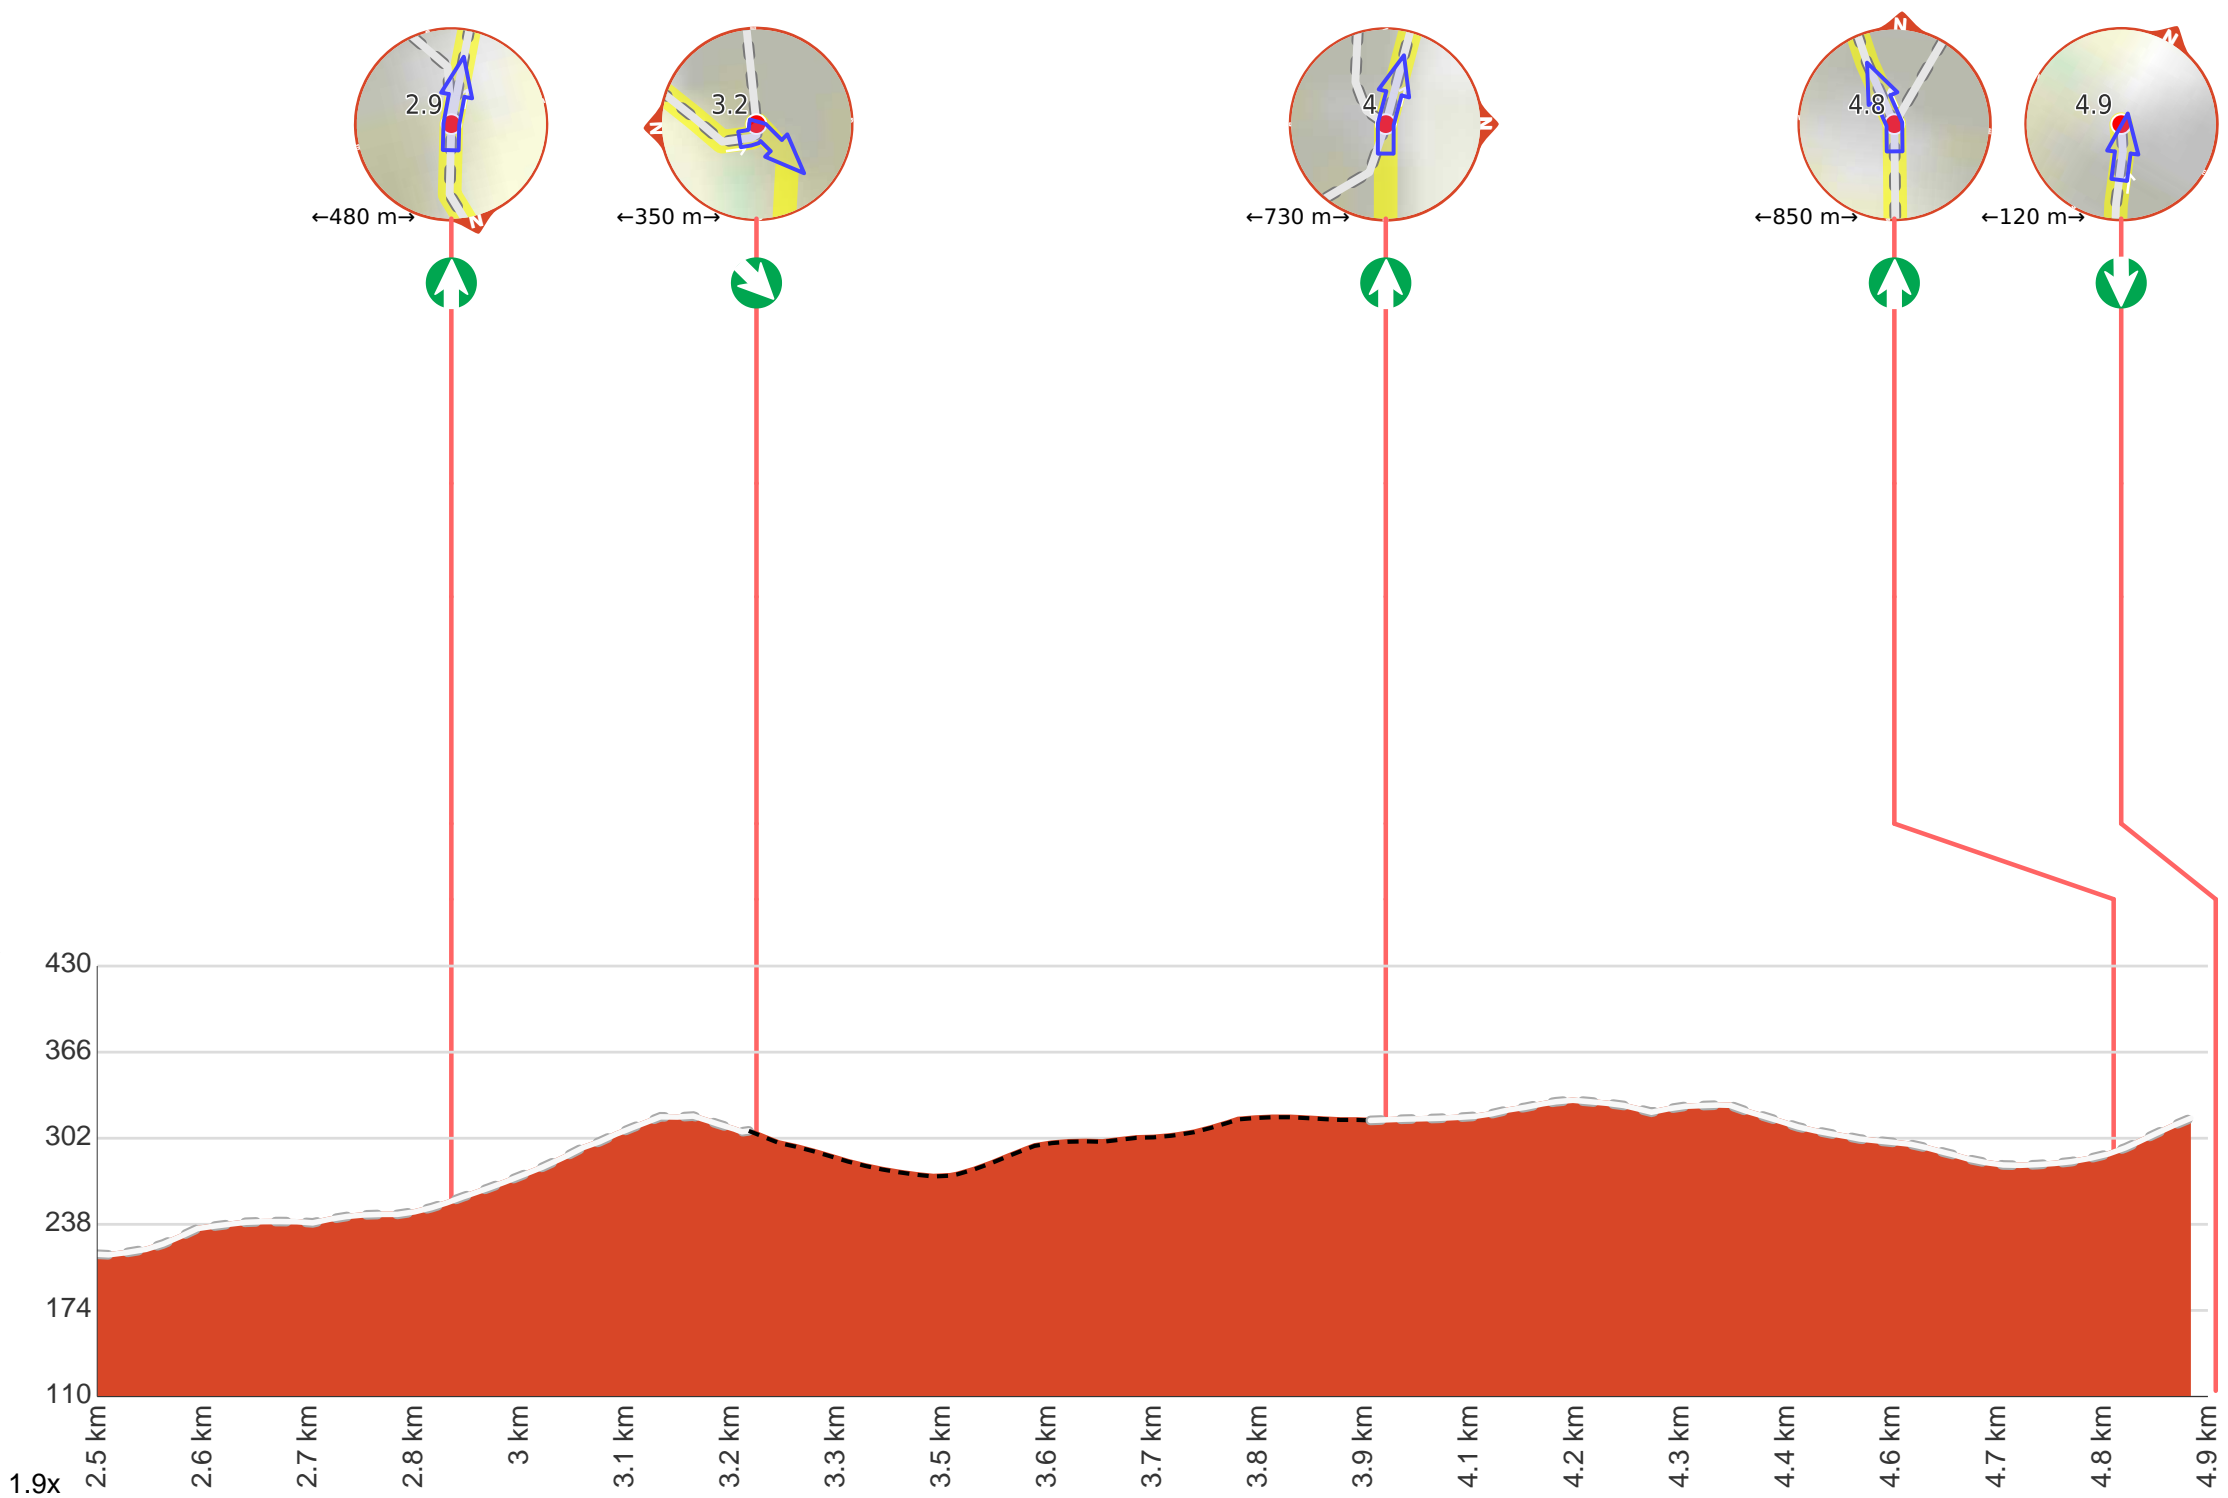 N
N
2.9
3.2
4
4.8
4.9
N
N
N
←480 m→
←350 m→
←730 m→
←850 m→
←120 m→
430
366
302
238
174
110
2.5 km
2.6 km
2.7 km
2.8 km
3 km
3.1 km
3.2 km
3.3 km
3.5 km
3.6 km
3.7 km
3.8 km
3.9 km
4.1 km
4.2 km
4.3 km
4.4 km
4.6 km
4.7 km
4.8 km
4.9 km
1.9x